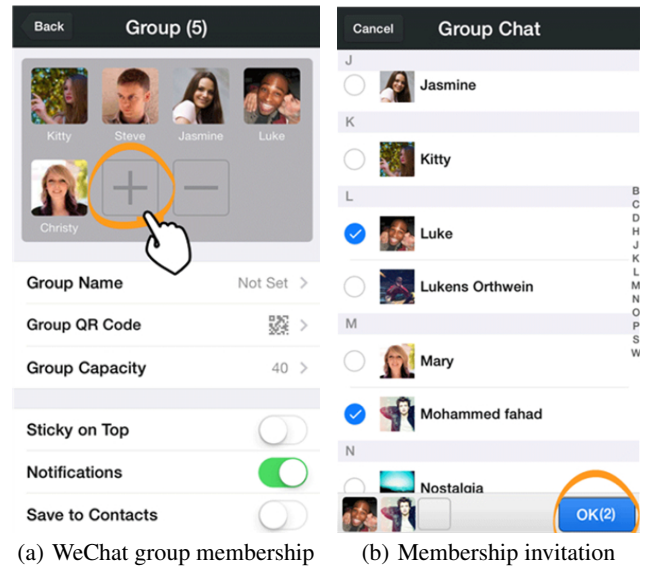 Back Group (5)
Kitty Steve Jasmine Luke
Christy
Group Name Not Set >
Group QR Code >
Group Capacity 40 >
Sticky on Top
Notifications
Save to Contacts
(a) WeChat group membership
Cancel Group Chat
J
Jasmine
K
Kitty
L
Luke
Lukens Orthwein
M
Mary
Mohammed fahad
N
Nostalgia
B
C
D
H
J
K
L
M
N
O
P
S
W
OK(2)
(b) Membership invitation